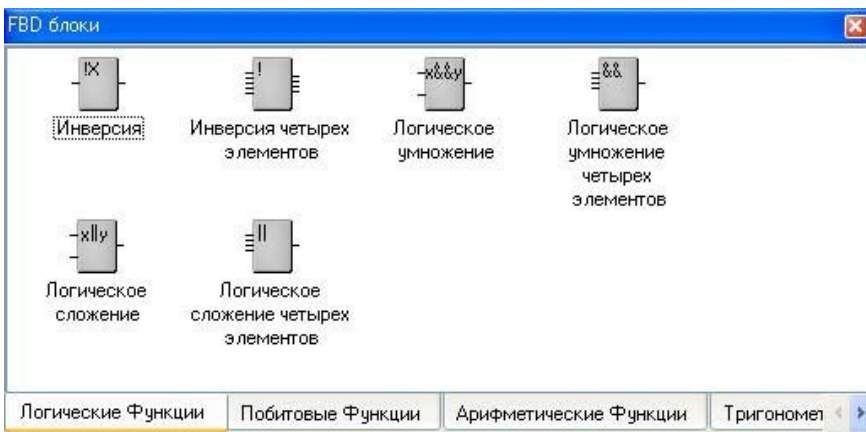 FBD блоки
!X
!
x&&y
&&
Инверсия
Инверсия четырех
элементов
Логическое
умножение
Логическое
умножение
четырех
элементов
x||y
||
Логическое
сложение
Логическое
сложение четырех
элементов
Логические Функции
Побитовые Функции
Арифметические Функции
Тригономет